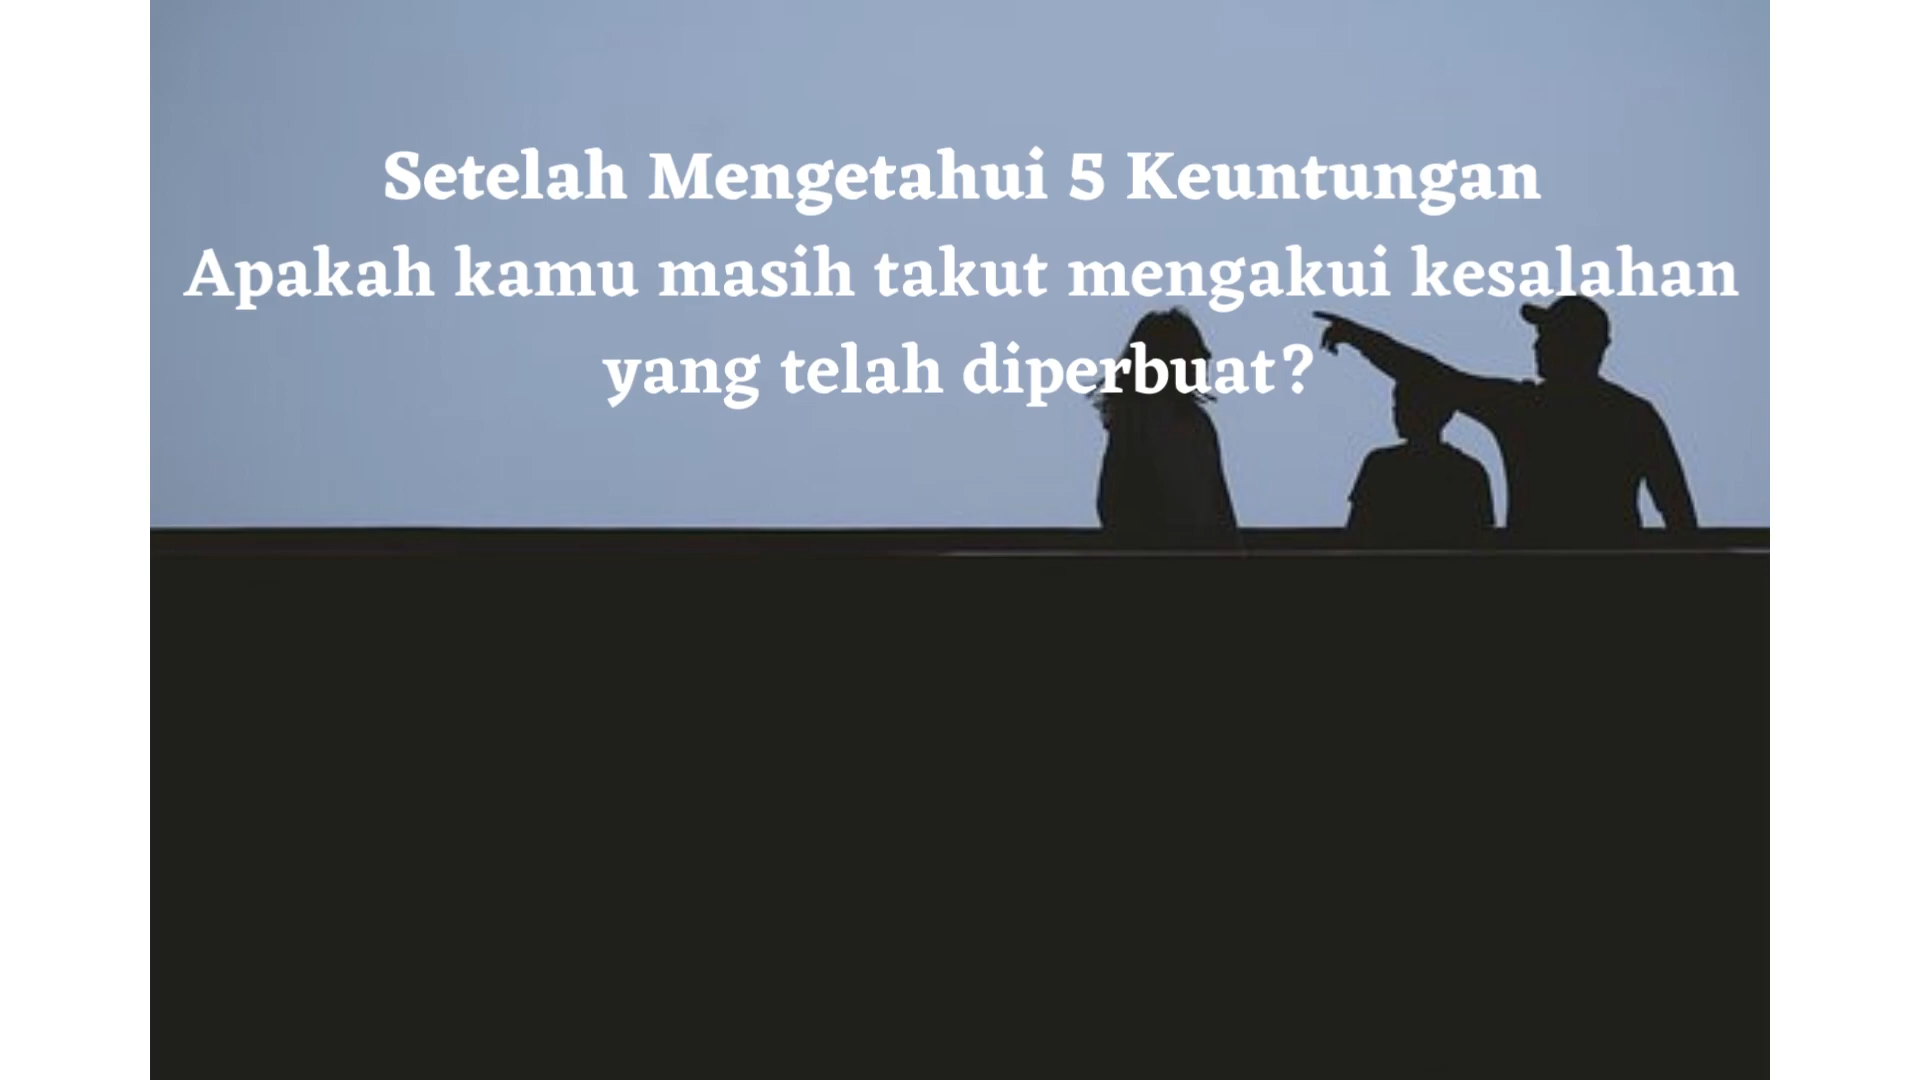 Setelah Mengetahui 5 Keuntungan
Apakah kamu masih takut mengakui kesalahan
yang telah diperbuat?